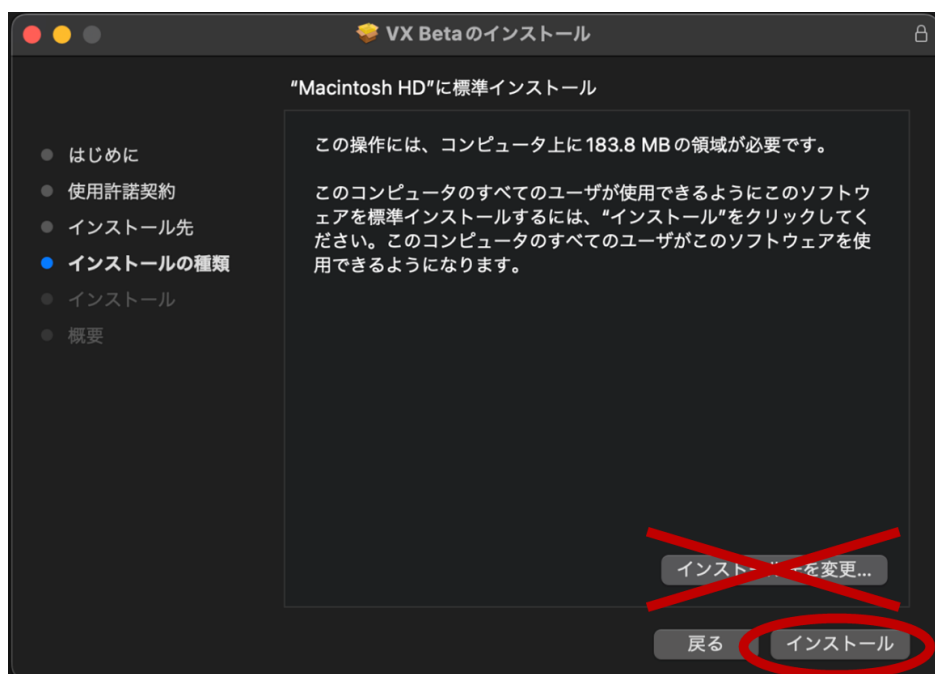 VX Betaのインストール
“Macintosh HD”に標準インストール
はじめに
使用許諾契約
インストール先
インストールの種類
インストール
概要
この操作には、コンピュータ上に183.8 MBの領域が必要です。
このコンピュータのすべてのユーザが使用できるようにこのソフトウ
ェアを標準インストールするには、“インストール”をクリックしてく
ださい。このコンピュータのすべてのユーザがこのソフトウェアを使
用できるようになります。
インストール先を変更...
戻る
インストール